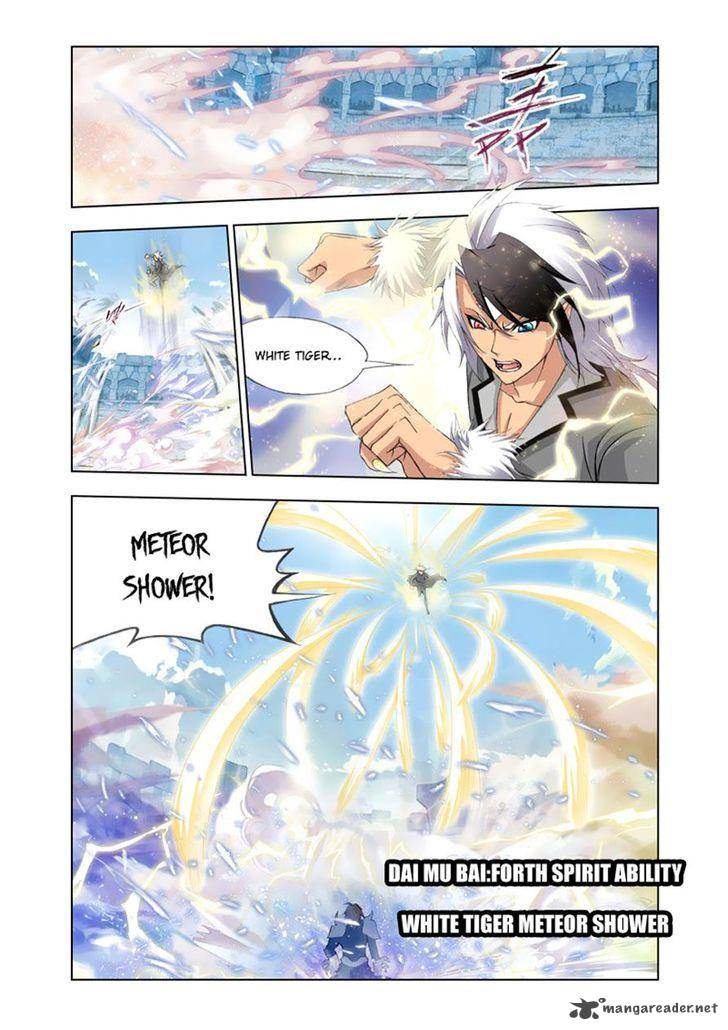 WHITE TIGER...
METEOR
SHOWER!
DAI MU BAI:FORTH SPIRIT ABILITY
WHITE TIGER METEOR SHOWER
mangareader.net